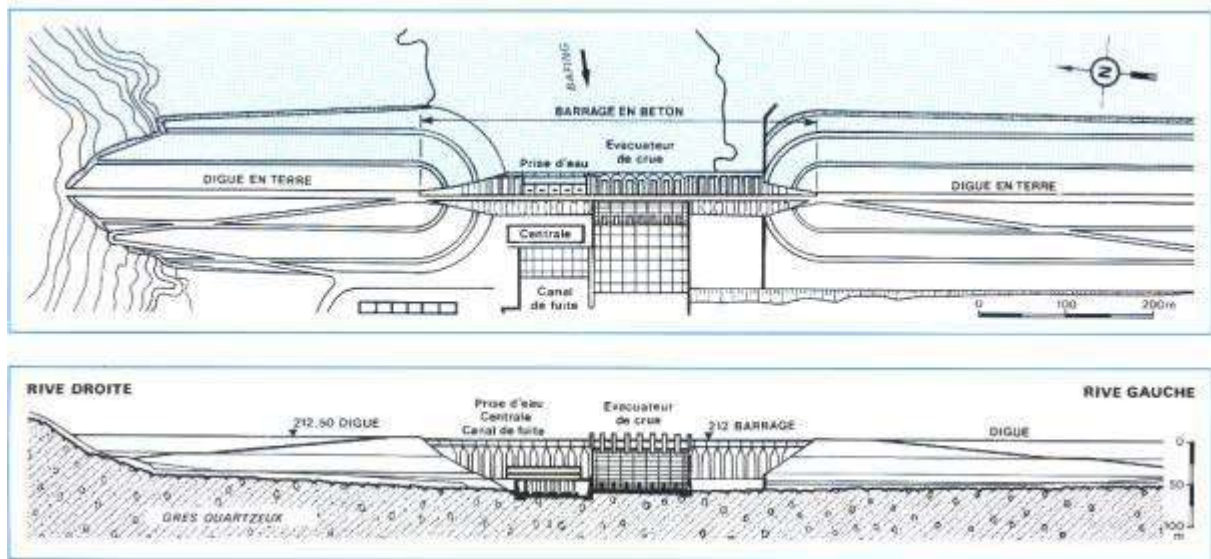 BAFING
N
BARRAGE EN BETON
Evacuateur
de crue
Prise d'eau
DIGUE EN TERRE
DIGUE EN TERRE
Centrale
Canal
de fuite
0 100 200m
RIVE DROITE
RIVE GAUCHE
Prise d'eau
Centrale
Canal de fuite
Evacuateur
de crue
212.50 DIGUE
212 BARRAGE
DIGUE
0
50
100
m
GRES QUARTZEUX